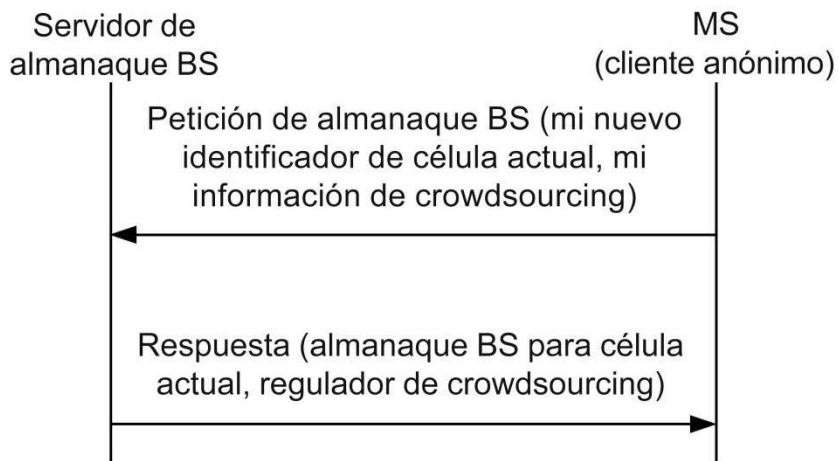 Servidor de
almanaque BS
MS
(cliente anónimo)
Petición de almanaque BS (mi nuevo
identificador de célula actual, mi
información de crowdsourcing)
Respuesta (almanaque BS para célula
actual, regulador de crowdsourcing)